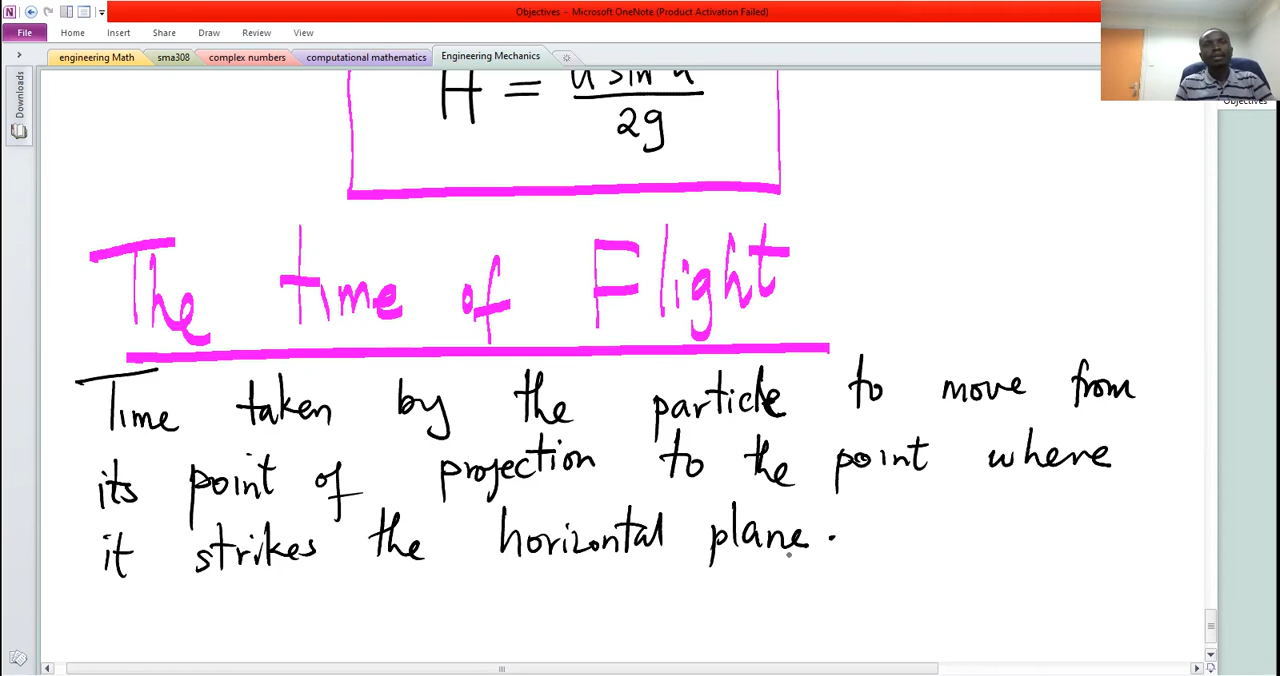 Objectives - Microsoft OneNote (Product Activation Failed)
File Home Insert Share Draw Review View
engineering Math sma308 complex numbers computational mathematics Engineering Mechanics
Objectives
Downloads
H =
2g
The time of Flight
Time taken by the particle to move from
its point of projection to the point where
it strikes the horizontal plane.